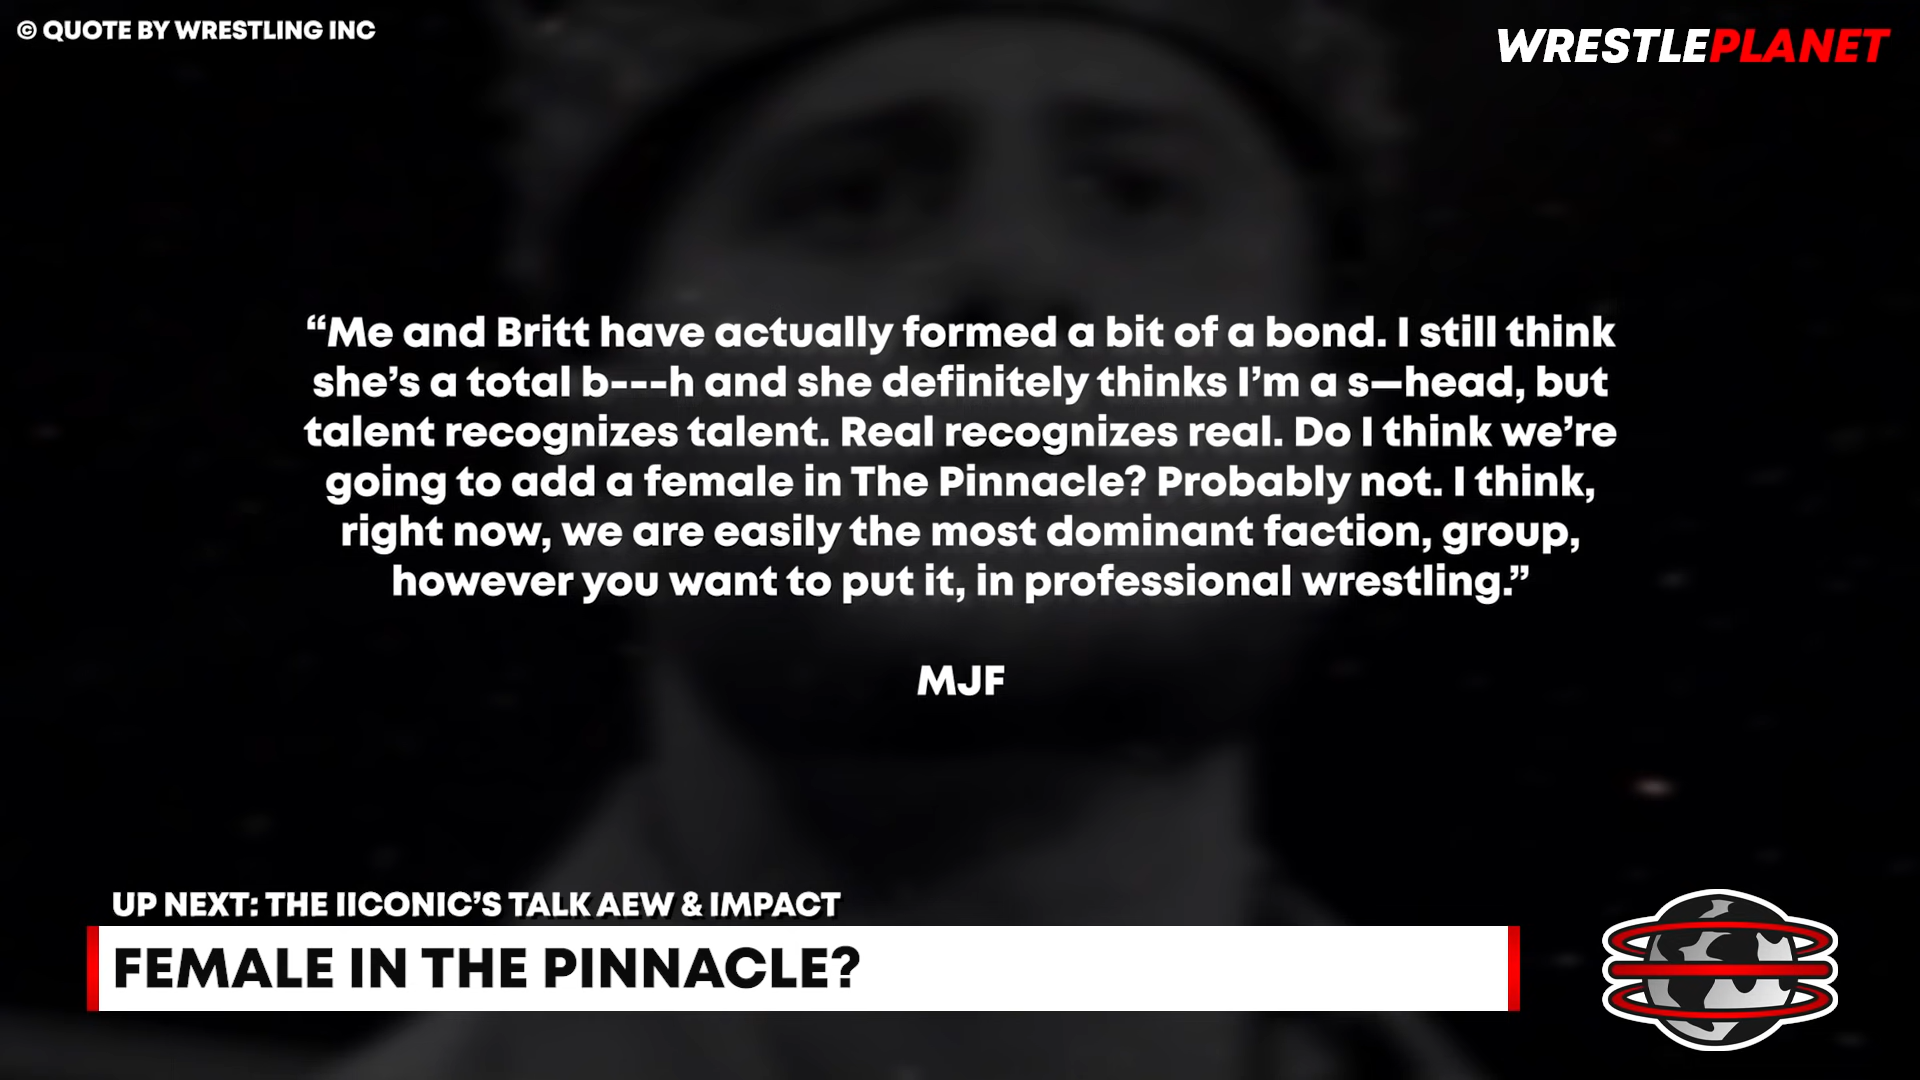 © QUOTE BY WRESTLING INC
WRESTLEPLANET
“Me and Britt have actually formed a bit of a bond. I still think
she’s a total b---h and she definitely thinks I’m a s—head, but
talent recognizes talent. Real recognizes real. Do I think we’re
going to add a female in The Pinnacle? Probably not. I think,
right now, we are easily the most dominant faction, group,
however you want to put it, in professional wrestling.”
MJF
UP NEXT: THE IICONIC’S TALK AEW & IMPACT
FEMALE IN THE PINNACLE?